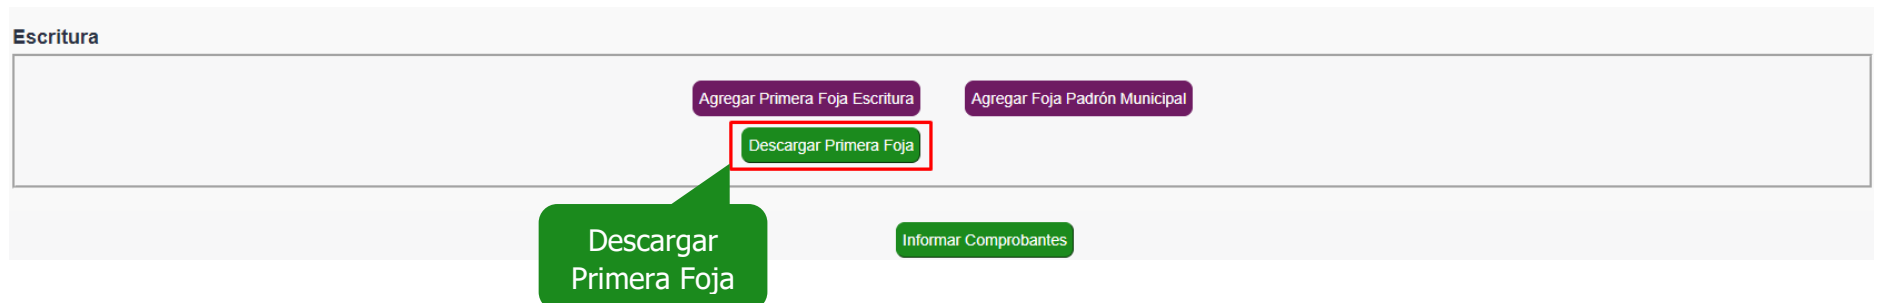 Escritura
Agregar Primera Foja Escritura
Agregar Foja Padrón Municipal
Descargar Primera Foja
Descargar
Primera Foja
Informar Comprobantes